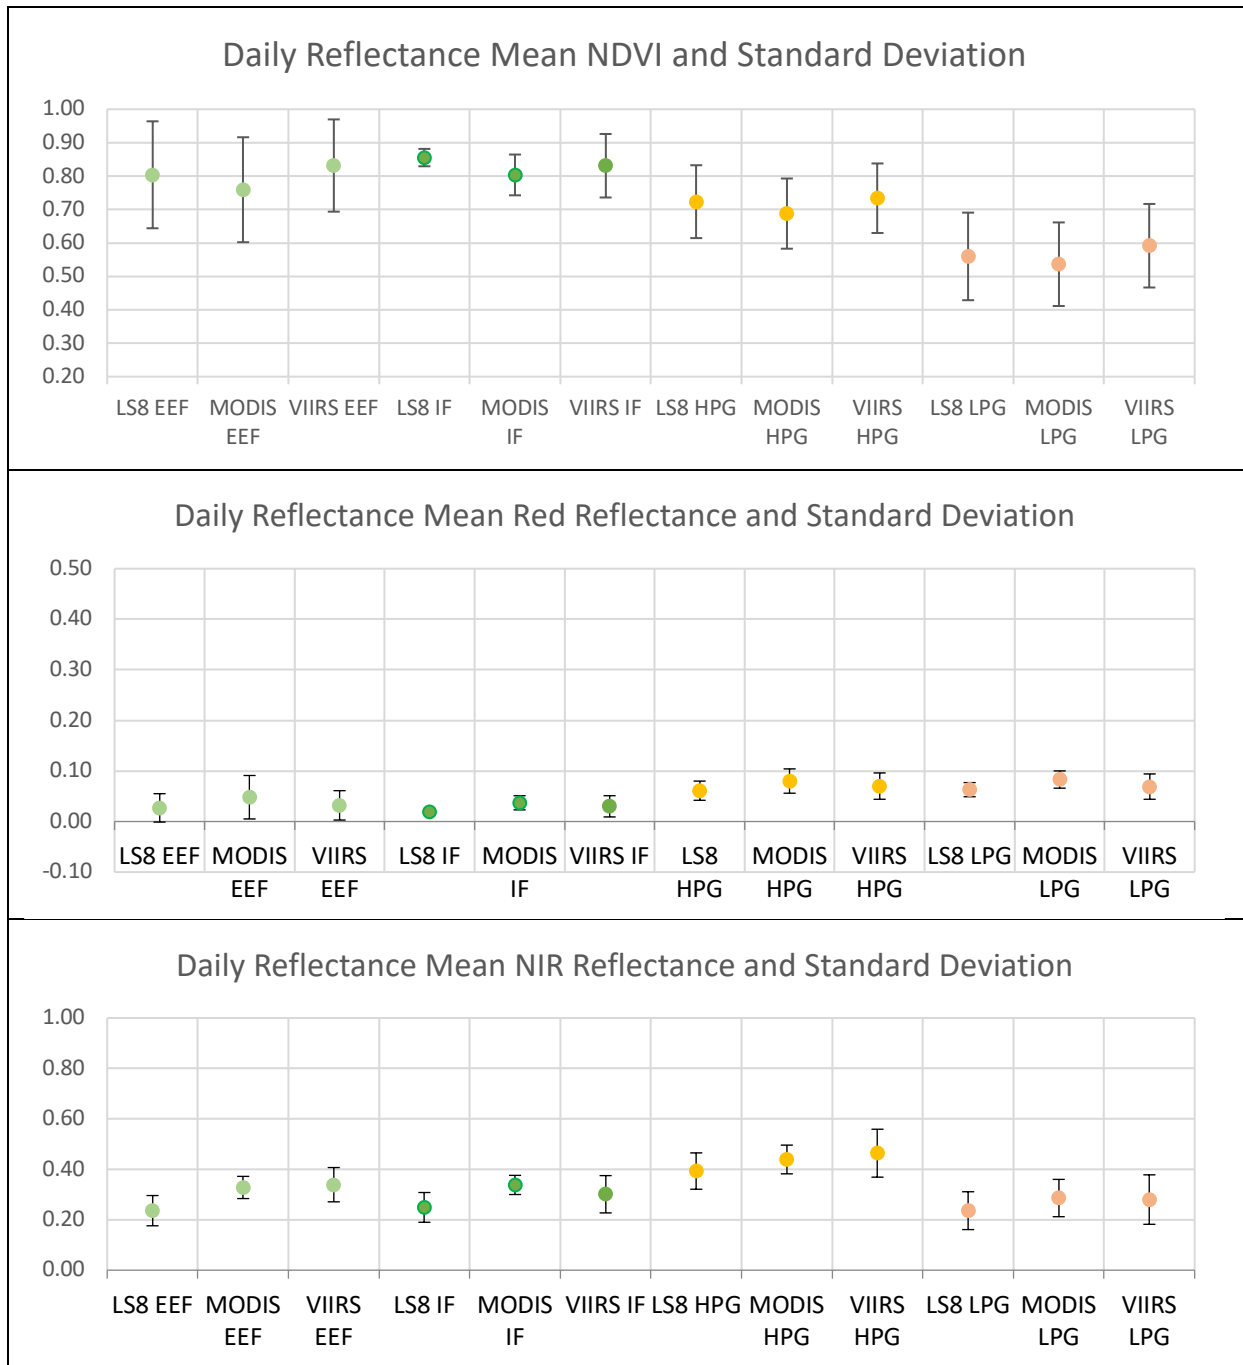 Daily Reflectance Mean NDVI and Standard Deviation
1.00
0.90
0.80
0.70
0.60
0.50
0.40
0.30
0.20
LS8 EEF MODIS VIIRS EEF LS8 IF MODIS VIIRS IF LS8 HPG MODIS VIIRS LS8 LPG MODIS VIIRS
EEF IF HPG HPG LPG LPG
Daily Reflectance Mean Red Reflectance and Standard Deviation
0.50
0.40
0.30
0.20
0.10
0.00
LS8 EEF MODIS VIIRS LS8 IF MODIS VIIRS IF LS8 MODIS VIIRS LS8 LPG MODIS VIIRS
-0.10
EEF EEF IF HPG HPG HPG LPG LPG
Daily Reflectance Mean NIR Reflectance and Standard Deviation
1.00
0.80
0.60
0.40
0.20
0.00
LS8 EEF MODIS VIIRS LS8 IF MODIS VIIRS IF LS8 HPG MODIS VIIRS LS8 LPG MODIS VIIRS
EEF EEF IF HPG HPG LPG LPG